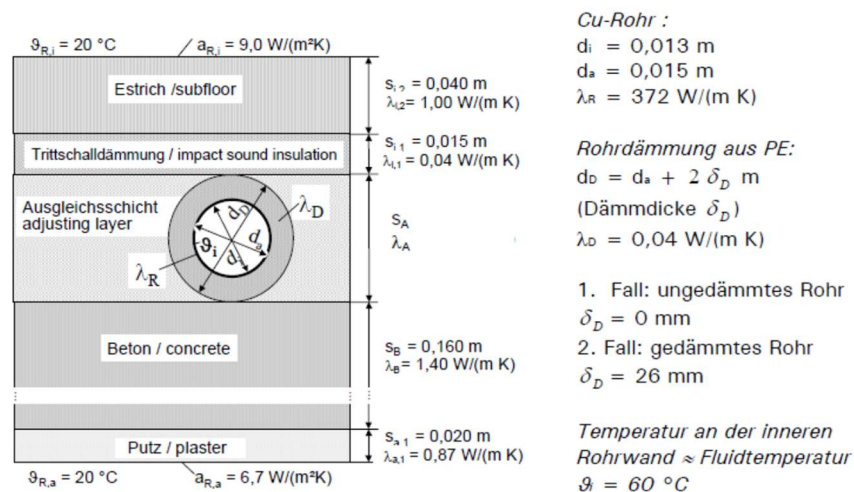 ϑR,i = 20 °C
aR,i = 9,0 W/(m²K)
Estrich /subfloor
si,2 = 0,040 m
λi,2= 1,00 W/(m K)
Trittschalldämmung / impact sound insulation
si,1 = 0,015 m
λi,1= 0,04 W/(m K)
Ausgleichsschicht
adjusting layer
dD
λD
ϑi
da
di
λR
sA
λA
Beton / concrete
sB = 0,160 m
λB= 1,40 W/(m K)
Putz / plaster
sa,1 = 0,020 m
λa,1= 0,87 W/(m K)
ϑR,a = 20 °C
aR,a = 6,7 W/(m²K)
Cu-Rohr :
di = 0,013 m
da = 0,015 m
λR = 372 W/(m K)
Rohrdämmung aus PE:
dD = da + 2 δD m
(Dämmdicke δD)
λD = 0,04 W/(m K)
1. Fall: ungedämmtes Rohr
δD = 0 mm
2. Fall: gedämmtes Rohr
δD = 26 mm
Temperatur an der inneren
Rohrwand ≈ Fluidtemperatur
ϑi = 60 °C